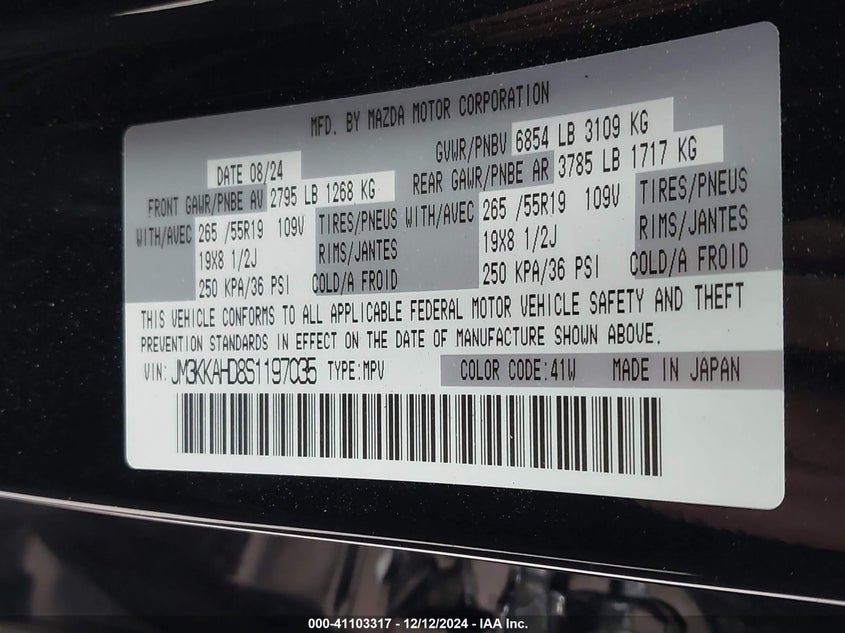 MFD. BY MAZDA MOTOR CORPORATION
DATE 08/24 GVWR/PNBV 6854 LB 3109 KG
FRONT GAWR/PNBE AV 2795 LB 1268 KG REAR GAWR/PNBE AR 3785 LB 1717 KG
WITH/AVEC 265 /55R19 109V TIRES/PNEUS WITH/AVEC 265 /55R19 109V TIRES/PNEUS
19X8 1/2J RIMS/JANTES 19X8 1/2J RIMS/JANTES
250 KPA/36 PSI COLD/A FROID 250 KPA/36 PSI COLD/A FROID
THIS VEHICLE CONFORMS TO ALL APPLICABLE FEDERAL MOTOR VEHICLE SAFETY AND THEFT
PREVENTION STANDARDS IN EFFECT ON THE DATE OF MANUFACTURE SHOWN ABOVE.
VIN: JM3KKAHD8S1197035 TYPE:MPV COLOR CODE:41W MADE IN JAPAN
000-41103317 - 12/12/2024 - IAA Inc.